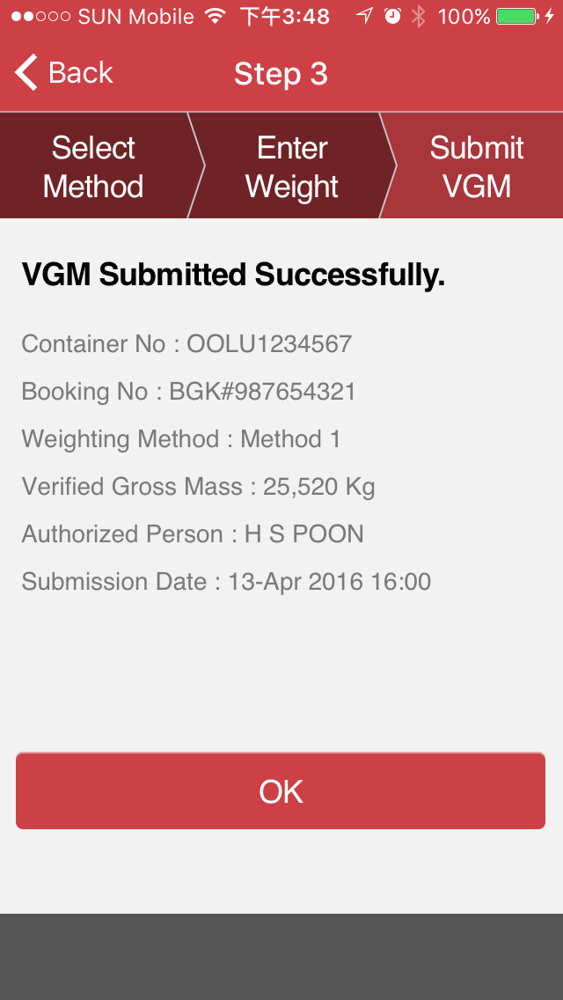 SUN Mobile 下午3:48 100%
Back Step 3
Select Method
Enter Weight
Submit VGM
VGM Submitted Successfully.
Container No : OOLU1234567
Booking No : BGK#987654321
Weighting Method : Method 1
Verified Gross Mass : 25,520 Kg
Authorized Person : H S POON
Submission Date : 13-Apr 2016 16:00
OK